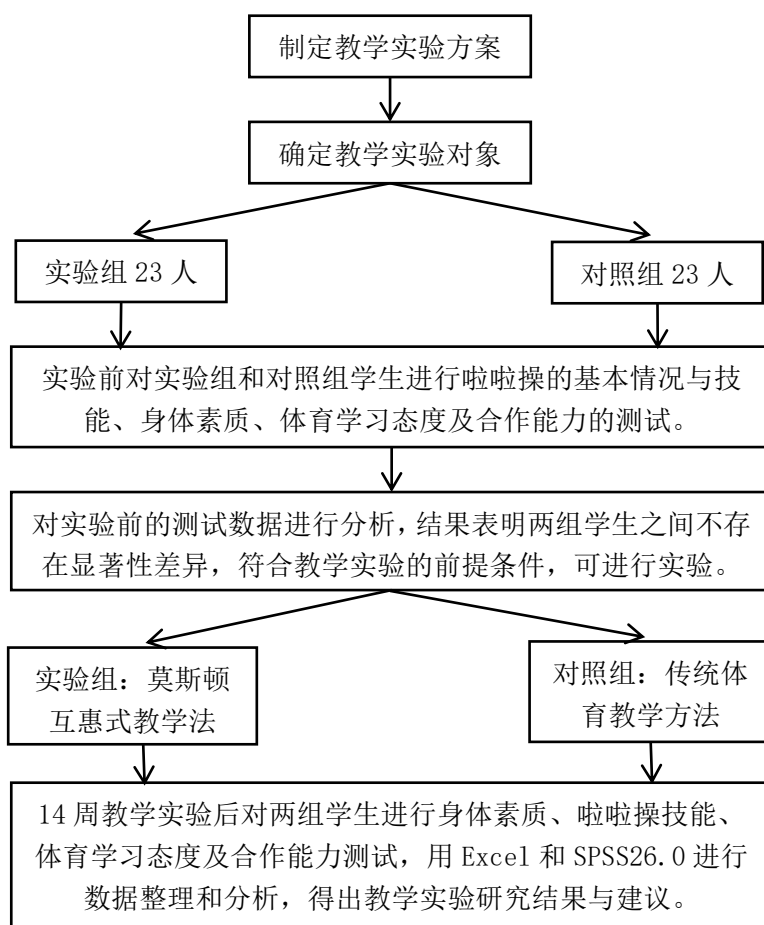 制定教学实验方案
确定教学实验对象
实验组 23 人
对照组 23 人
实验前对实验组和对照组学生进行啦啦操的基本情况与技
能、身体素质、体育学习态度及合作能力的测试。
对实验前的测试数据进行分析,结果表明两组学生之间不存
在显著性差异，符合教学实验的前提条件，可进行实验。
实验组：莫斯顿
互惠式教学法
对照组：传统体
育教学方法
14 周教学实验后对两组学生进行身体素质、啦啦操技能、
体育学习态度及合作能力测试，用 Excel 和 SPSS26.0 进行
数据整理和分析，得出教学实验研究结果与建议。